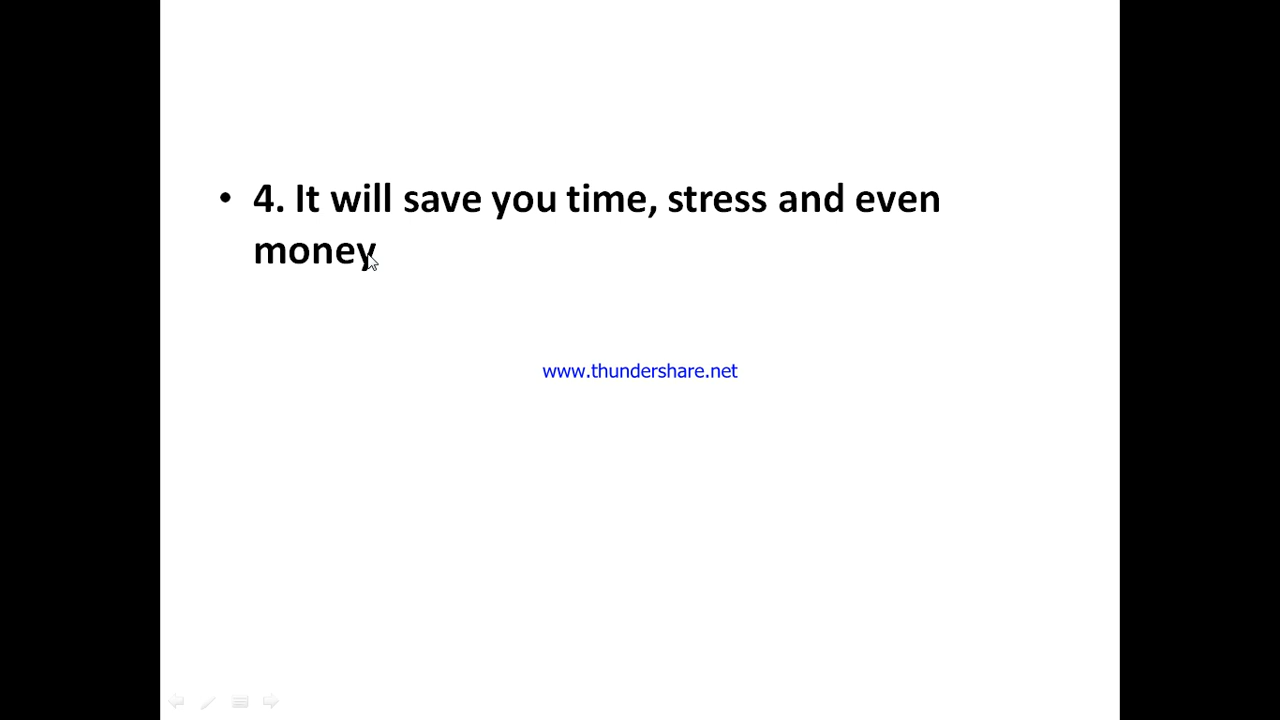 • 4. It will save you time, stress and even
money
www.thundershare.net